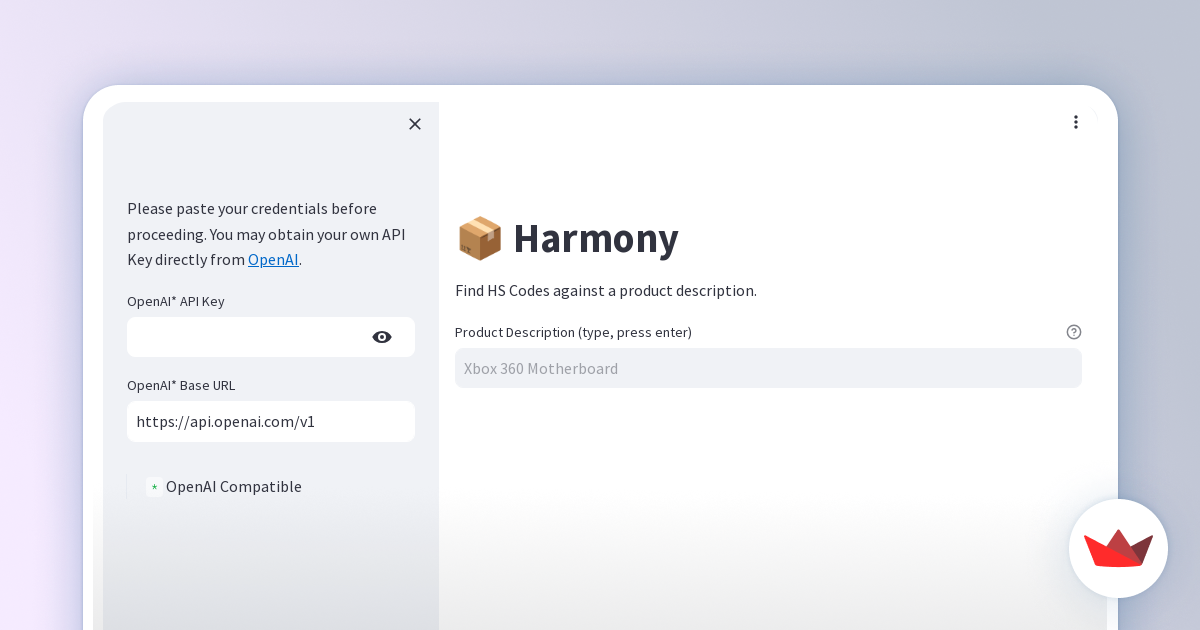 Please paste your credentials before
proceeding. You may obtain your own API
Key directly from OpenAI.
OpenAI* API Key
OpenAI* Base URL
https://api.openai.com/v1
* OpenAI Compatible
📦 Harmony
Find HS Codes against a product description.
Product Description (type, press enter)
Xbox 360 Motherboard